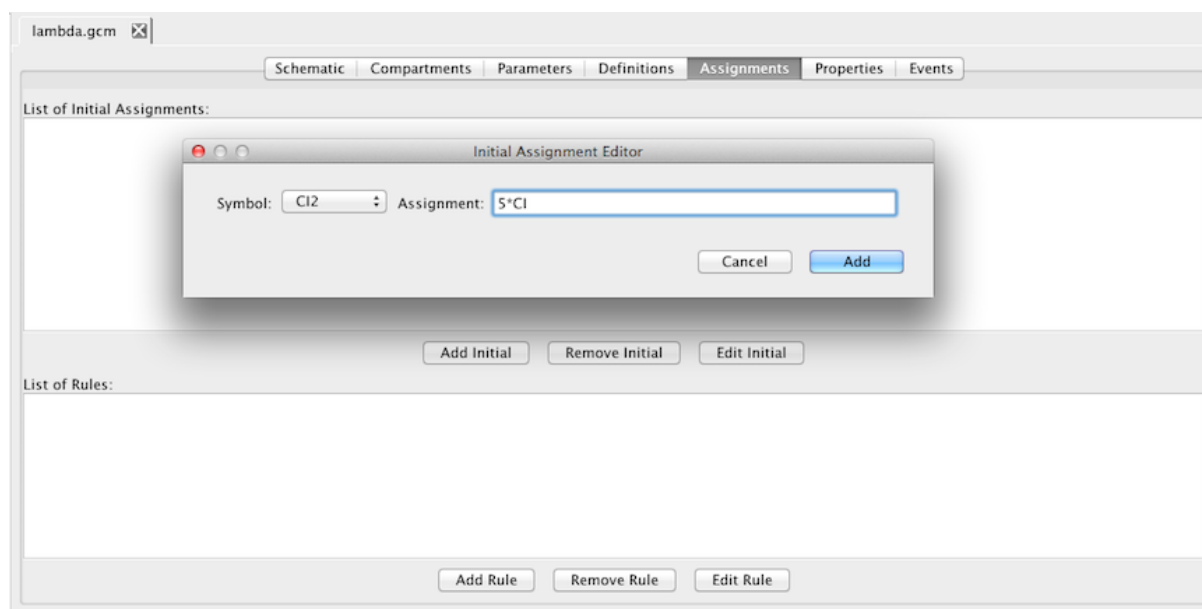 lambda.gcm
Schematic Compartments Parameters Definitions Assignments Properties Events
List of Initial Assignments:
Initial Assignment Editor
Symbol: CI2 Assignment: 5*CI
Cancel Add
Add Initial Remove Initial Edit Initial
List of Rules:
Add Rule Remove Rule Edit Rule